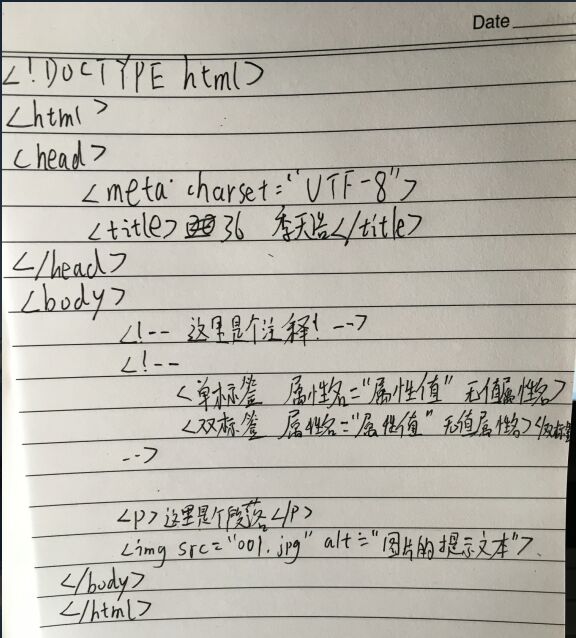 Date
<!DOCTYPE html>
<html>
<head>
<meta charset="UTF-8">
<title> 36 季天浩</title>
</head>
<body>
<!-- 这里是个注释! -->
<!--
<单标签 属性名="属性值" 无值属性名>
<双标签 属性名="属性值" 无值属性名></双标签
-->
<p>这里是个段落</p>
<img src="001.jpg" alt="图片的提示文本">
</body>
</html>